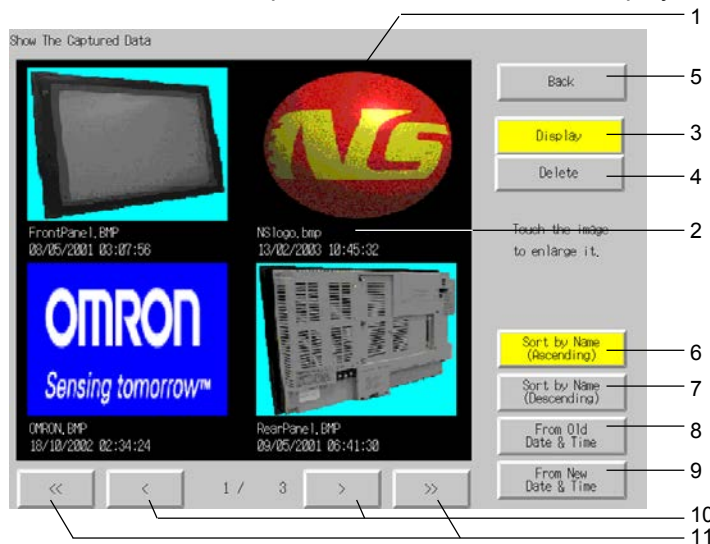 1
Show The Captured Data
Back
5
Display
3
Delete
4
NS
FrontPanel.BMP
08/05/2001 03:07:56
NSlogo.bmp
13/02/2003 10:45:32
2
Touch the image
to enlarge it.
OMRON
Sensing tomorrow™
OMRON.BMP
18/10/2002 02:34:24
RearPanel.BMP
09/05/2001 06:41:30
Sort by Name
(Ascending)
6
Sort by Name
(Descending)
7
From Old
Date & Time
8
From New
Date & Time
9
<<
<
1 / 3
>
>>
10
11